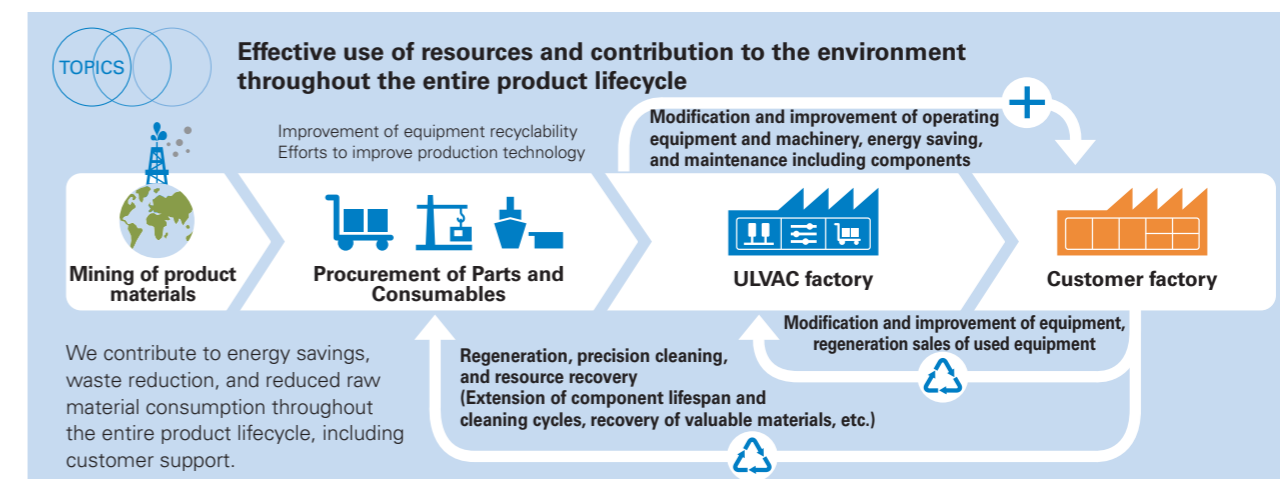 TOPICS
Effective use of resources and contribution to the environment
throughout the entire product lifecycle
Improvement of equipment recyclability
Efforts to improve production technology
Modification and improvement of operating
equipment and machinery, energy saving,
and maintenance including components
Mining of product
materials
Procurement of Parts and
Consumables
ULVAC factory
Customer factory
We contribute to energy savings,
waste reduction, and reduced raw
material consumption throughout
the entire product lifecycle, including
customer support.
Regeneration, precision cleaning,
and resource recovery
(Extension of component lifespan and
cleaning cycles, recovery of valuable materials, etc.)
Modification and improvement of equipment,
regeneration sales of used equipment